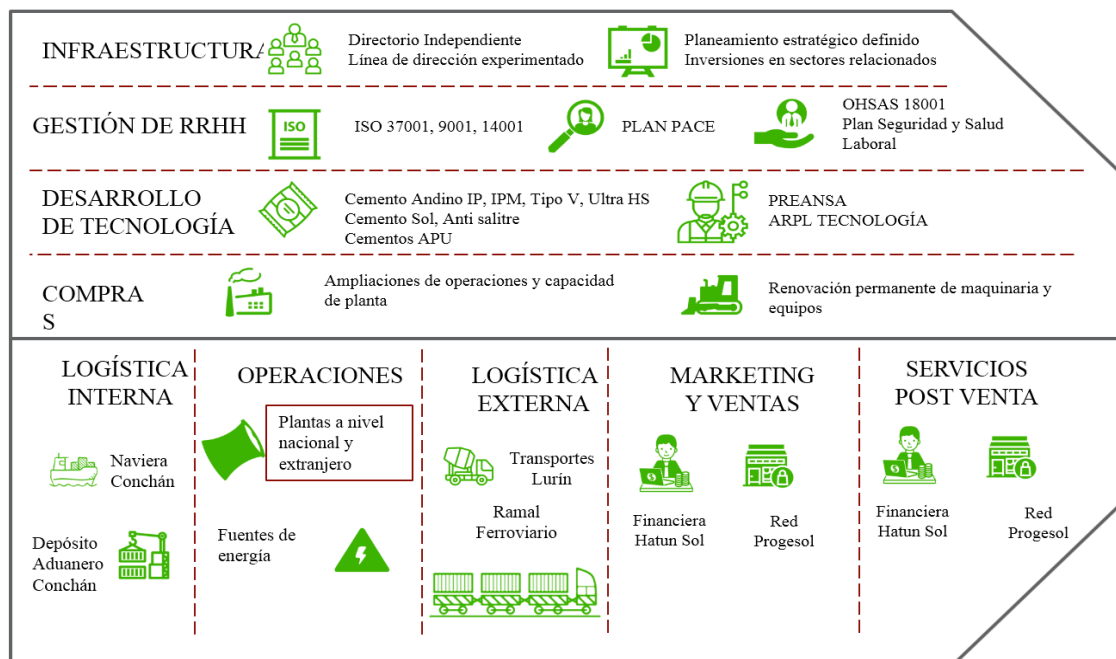 INFRAESTRUCTURA
Directorio Independiente
Línea de dirección experimentado
Planeamiento estratégico definido
Inversiones en sectores relacionados
GESTIÓN DE RRHH
ISO
ISO 37001, 9001, 14001
PLAN PACE
OHSAS 18001
Plan Seguridad y Salud
Laboral
DESARROLLO
DE TECNOLOGÍA
Cemento Andino IP, IPM, Tipo V, Ultra HS
Cemento Sol, Anti salitre
Cementos APU
PREANSA
ARPL TECNOLOGÍA
COMPRA
S
Ampliaciones de operaciones y capacidad
de planta
Renovación permanente de maquinaria y
equipos
LOGÍSTICA
INTERNA
Naviera
Conchán
Depósito
Aduanero
Conchán
OPERACIONES
Plantas a nivel
nacional y
extranjero
Fuentes de
energía
LOGÍSTICA
EXTERNA
Transportes
Lurín
Ramal
Ferroviario
MARKETING
Y VENTAS
Financiera
Hatun Sol
Red
Progesol
SERVICIOS
POST VENTA
Financiera
Hatun Sol
Red
Progesol